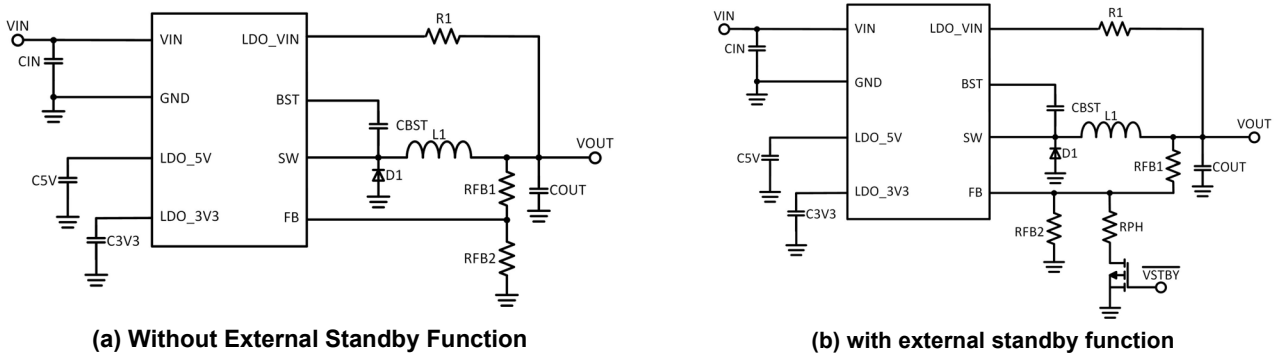 VIN
CIN
VIN
GND
LDO_5V
LDO_3V3
LDO_VIN
BST
SW
FB
C5V
C3V3
R1
CBST
L1
D1
RFB1
RFB2
COUT
VOUT
(a) Without External Standby Function
VIN
CIN
VIN
GND
LDO_5V
LDO_3V3
LDO_VIN
BST
SW
FB
C5V
C3V3
R1
CBST
L1
D1
RFB1
RFB2
RPH
COUT
VOUT
VSTBY
(b) with external standby function